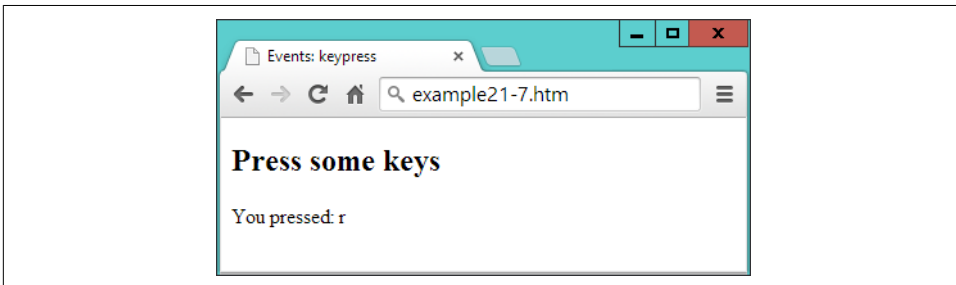 Events: keypress
example21-7.htm
Press some keys
You pressed: r